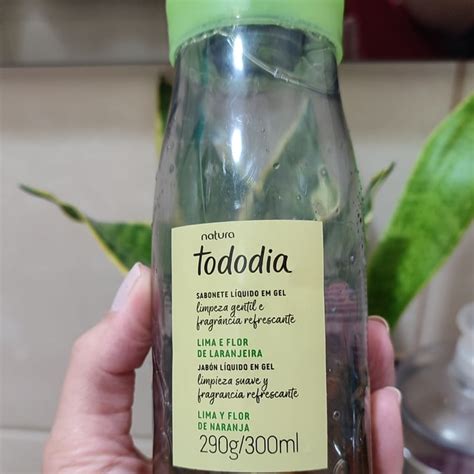 natura
tododia
SABONETE LÍQUIDO EM GEL
limpeza gentil e
fragrância refrescante
LIMA E FLOR
DE LARANJEIRA
JABÓN LÍQUIDO EN GEL
limpieza suave y
fragrancia refrescante
LIMA Y FLOR
DE NARANJA
290g/300ml